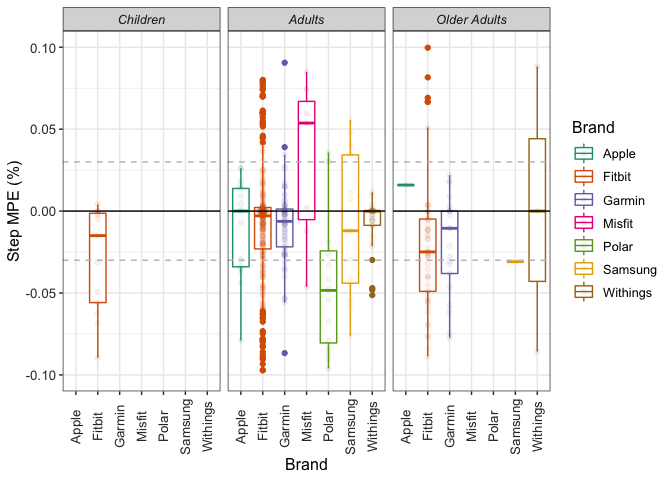 Children Adults Older Adults
Step MPE (%)
0.10
0.05
0.00
-0.05
-0.10
Apple Fitbit Garmin Misfit Polar Samsung Withings Apple Fitbit Garmin Misfit Polar Samsung Withings Apple Fitbit Garmin Misfit Polar Samsung Withings
Brand
Brand
Apple
Fitbit
Garmin
Misfit
Polar
Samsung
Withings